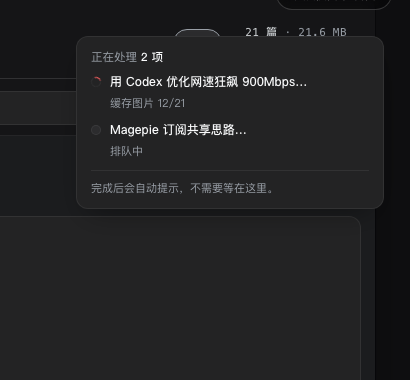 21 篇 · 21.6 MB
正在处理 2 项
用 Codex 优化网速狂飙 900Mbps…
缓存图片 12/21
Magpie 订阅共享思路…
排队中
完成后会自动提示，不需要等在这里。